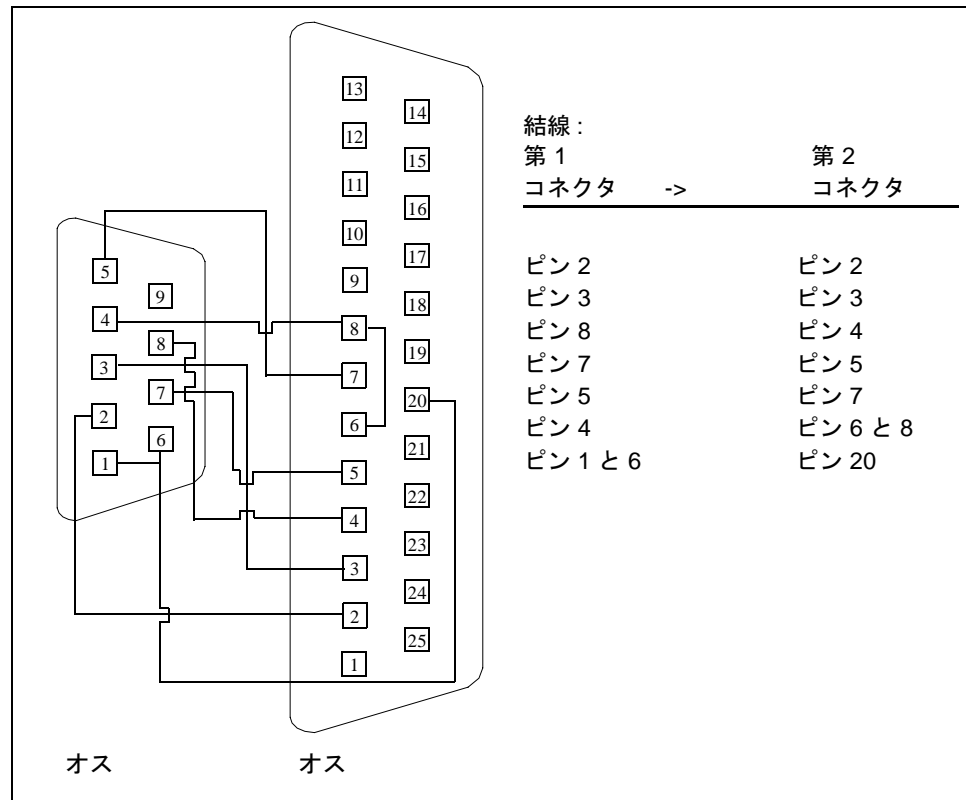 13
12
11
10
9
8
7
6
5
4
3
2
1
14
15
16
17
18
19
20
21
22
23
24
25
5
4
3
2
1
9
8
7
6
オス
オス
結線 :
第 1 第 2
コネクタ -> コネクタ
ピン 2 ピン 2
ピン 3 ピン 3
ピン 8 ピン 4
ピン 7 ピン 5
ピン 5 ピン 7
ピン 4 ピン 6 と 8
ピン 1 と 6 ピン 20